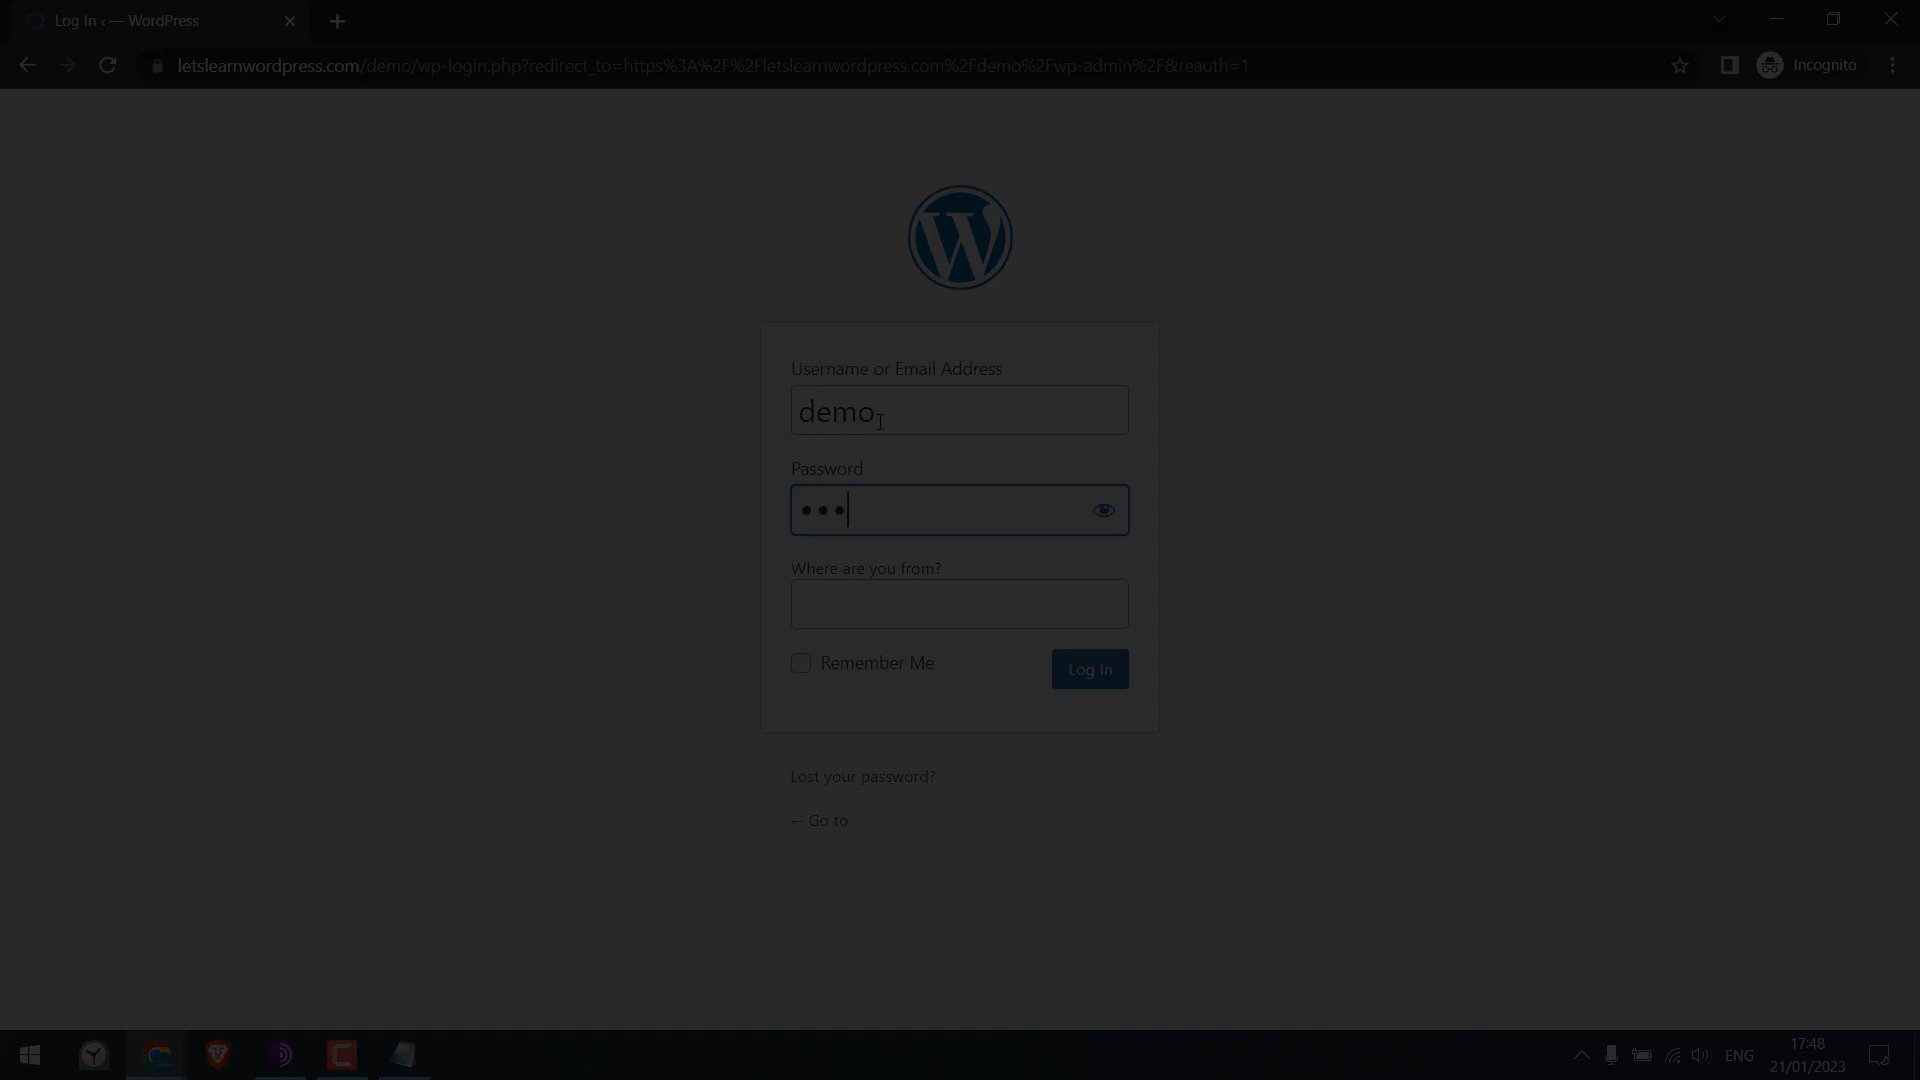 Log In ‹ — WordPress
letslearnwordpress.com/demo/wp-login.php?redirect_to=https%3A%2F%2Fletslearnwordpress.com%2Fdemo%2Fwp-admin%2F&reauth=1
Incognito
Username or Email Address
demo
Password
Where are you from?
Remember Me
Log In
Lost your password?
← Go to
ENG
17:48
21/01/2023